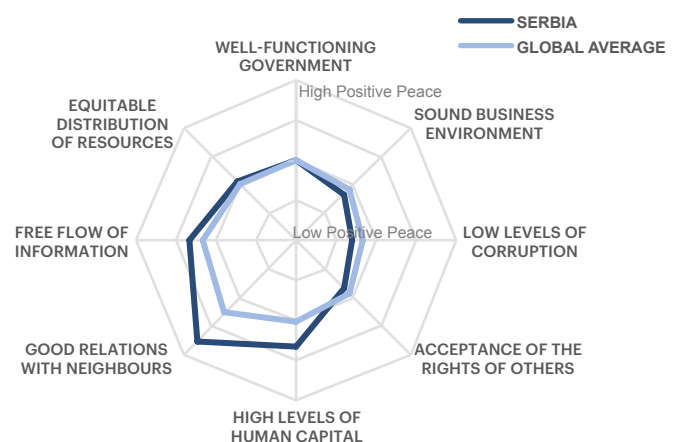 SERBIA
GLOBAL AVERAGE
WELL-FUNCTIONING
GOVERNMENT
High Positive Peace
SOUND BUSINESS
ENVIRONMENT
EQUITABLE
DISTRIBUTION
OF RESOURCES
FREE FLOW OF
INFORMATION
Low Positive Peace
LOW LEVELS OF
CORRUPTION
GOOD RELATIONS
WITH NEIGHBOURS
ACCEPTANCE OF THE
RIGHTS OF OTHERS
HIGH LEVELS OF
HUMAN CAPITAL